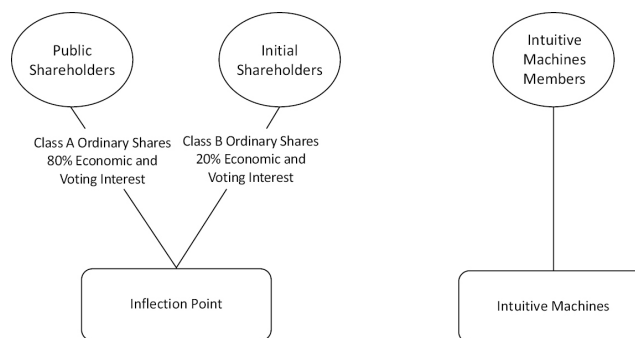 Public
Shareholders
Initial
Shareholders
Intuitive
Machines
Members
Class A Ordinary Shares
80% Economic and
Voting Interest
Class B Ordinary Shares
20% Economic and
Voting Interest
Inflection Point
Intuitive Machines